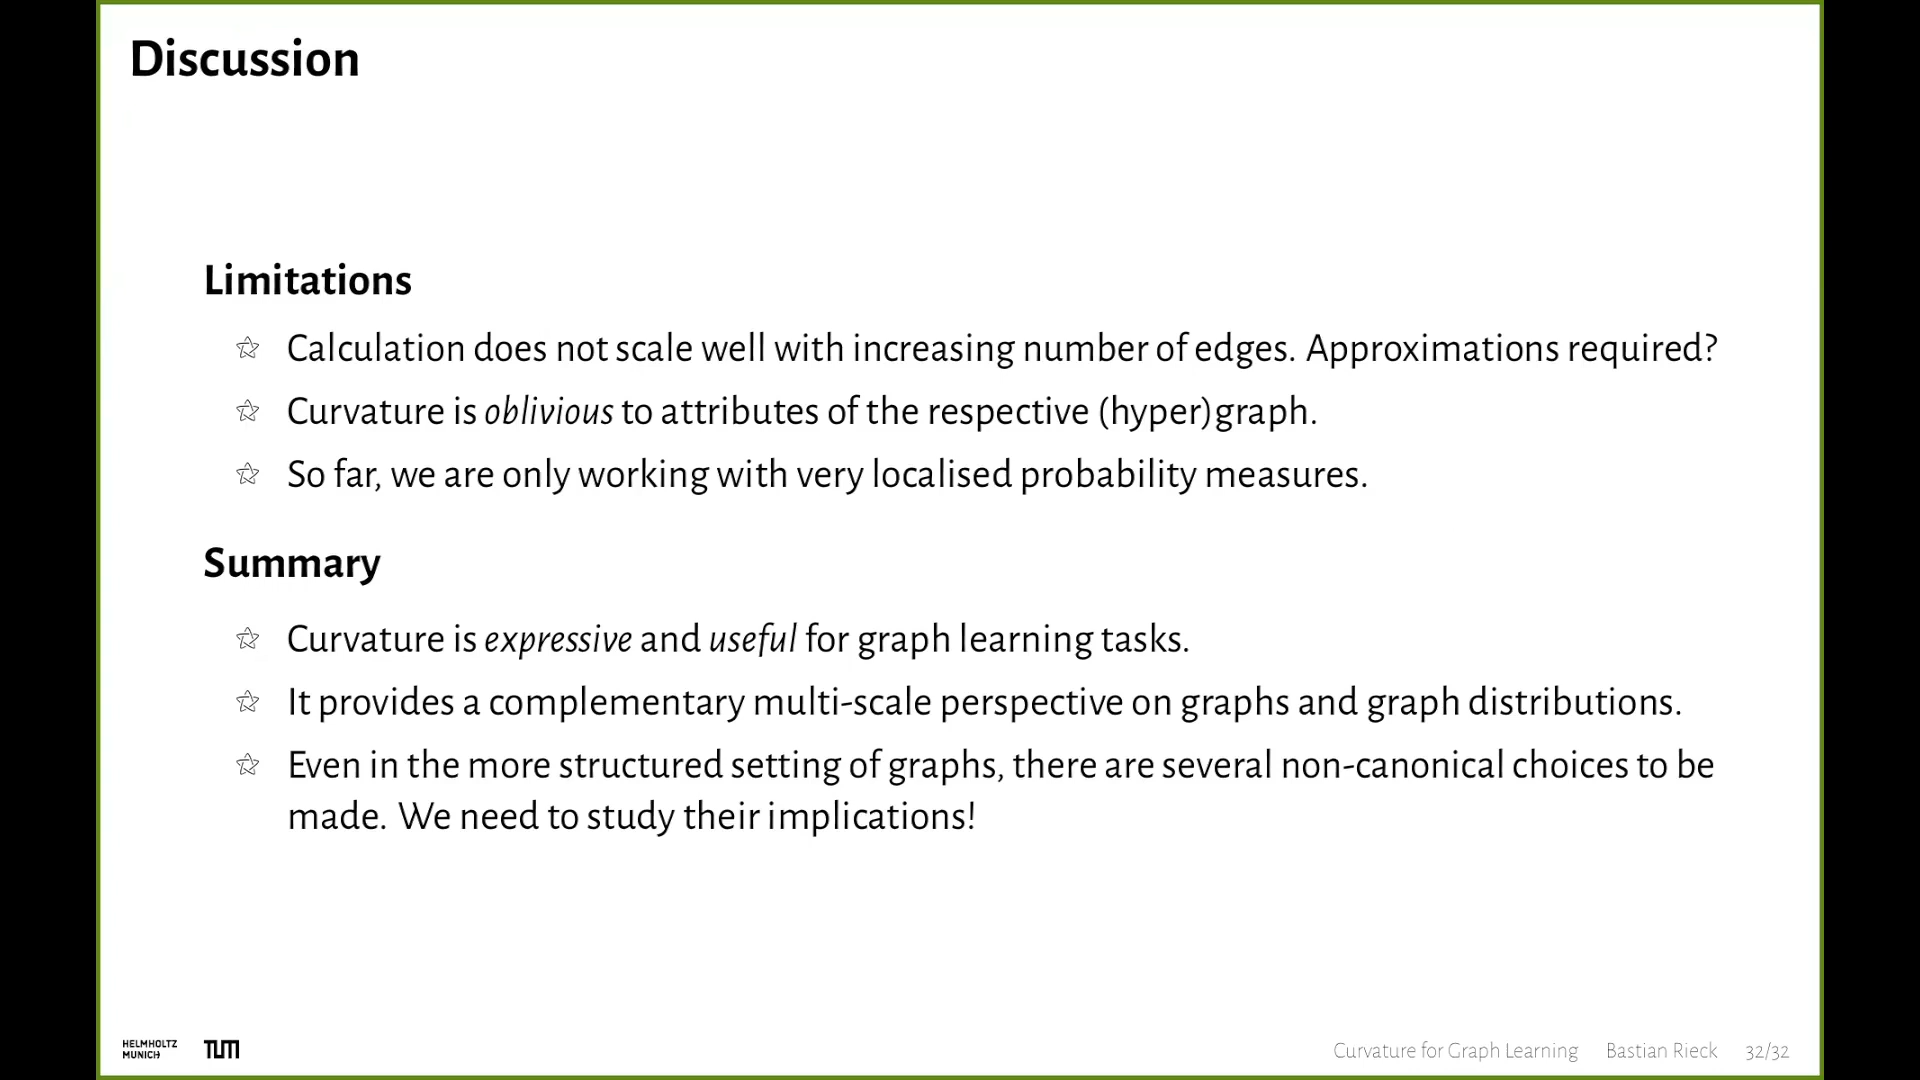 Discussion
Limitations
☆ Calculation does not scale well with increasing number of edges. Approximations required?
☆ Curvature is oblivious to attributes of the respective (hyper)graph.
☆ So far, we are only working with very localised probability measures.
Summary
☆ Curvature is expressive and useful for graph learning tasks.
☆ It provides a complementary multi-scale perspective on graphs and graph distributions.
☆ Even in the more structured setting of graphs, there are several non-canonical choices to be
made. We need to study their implications!
HELMHOLTZ
MUNICH
TUM
Curvature for Graph Learning Bastian Rieck 32/32